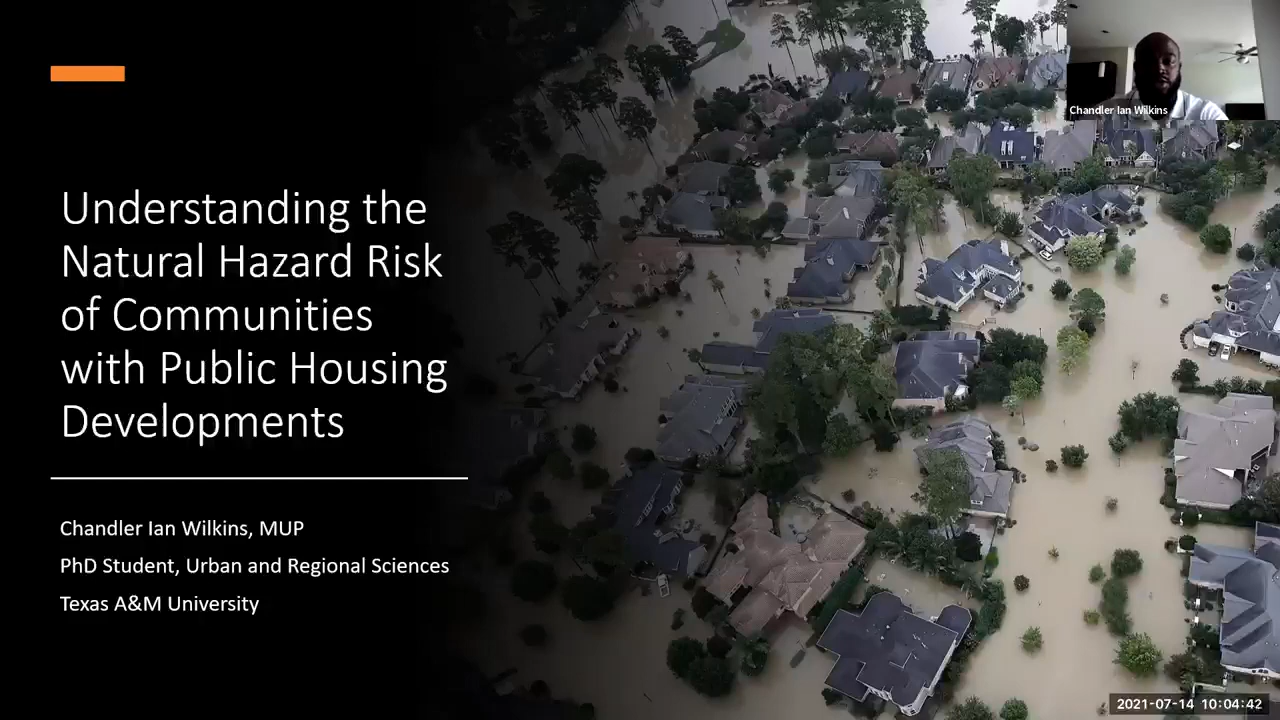 Understanding the
Natural Hazard Risk
of Communities
with Public Housing
Developments
Chandler Ian Wilkins, MUP
PhD Student, Urban and Regional Sciences
Texas A&M University
Chandler Ian Wilkins
2021-07-14 10:04:42